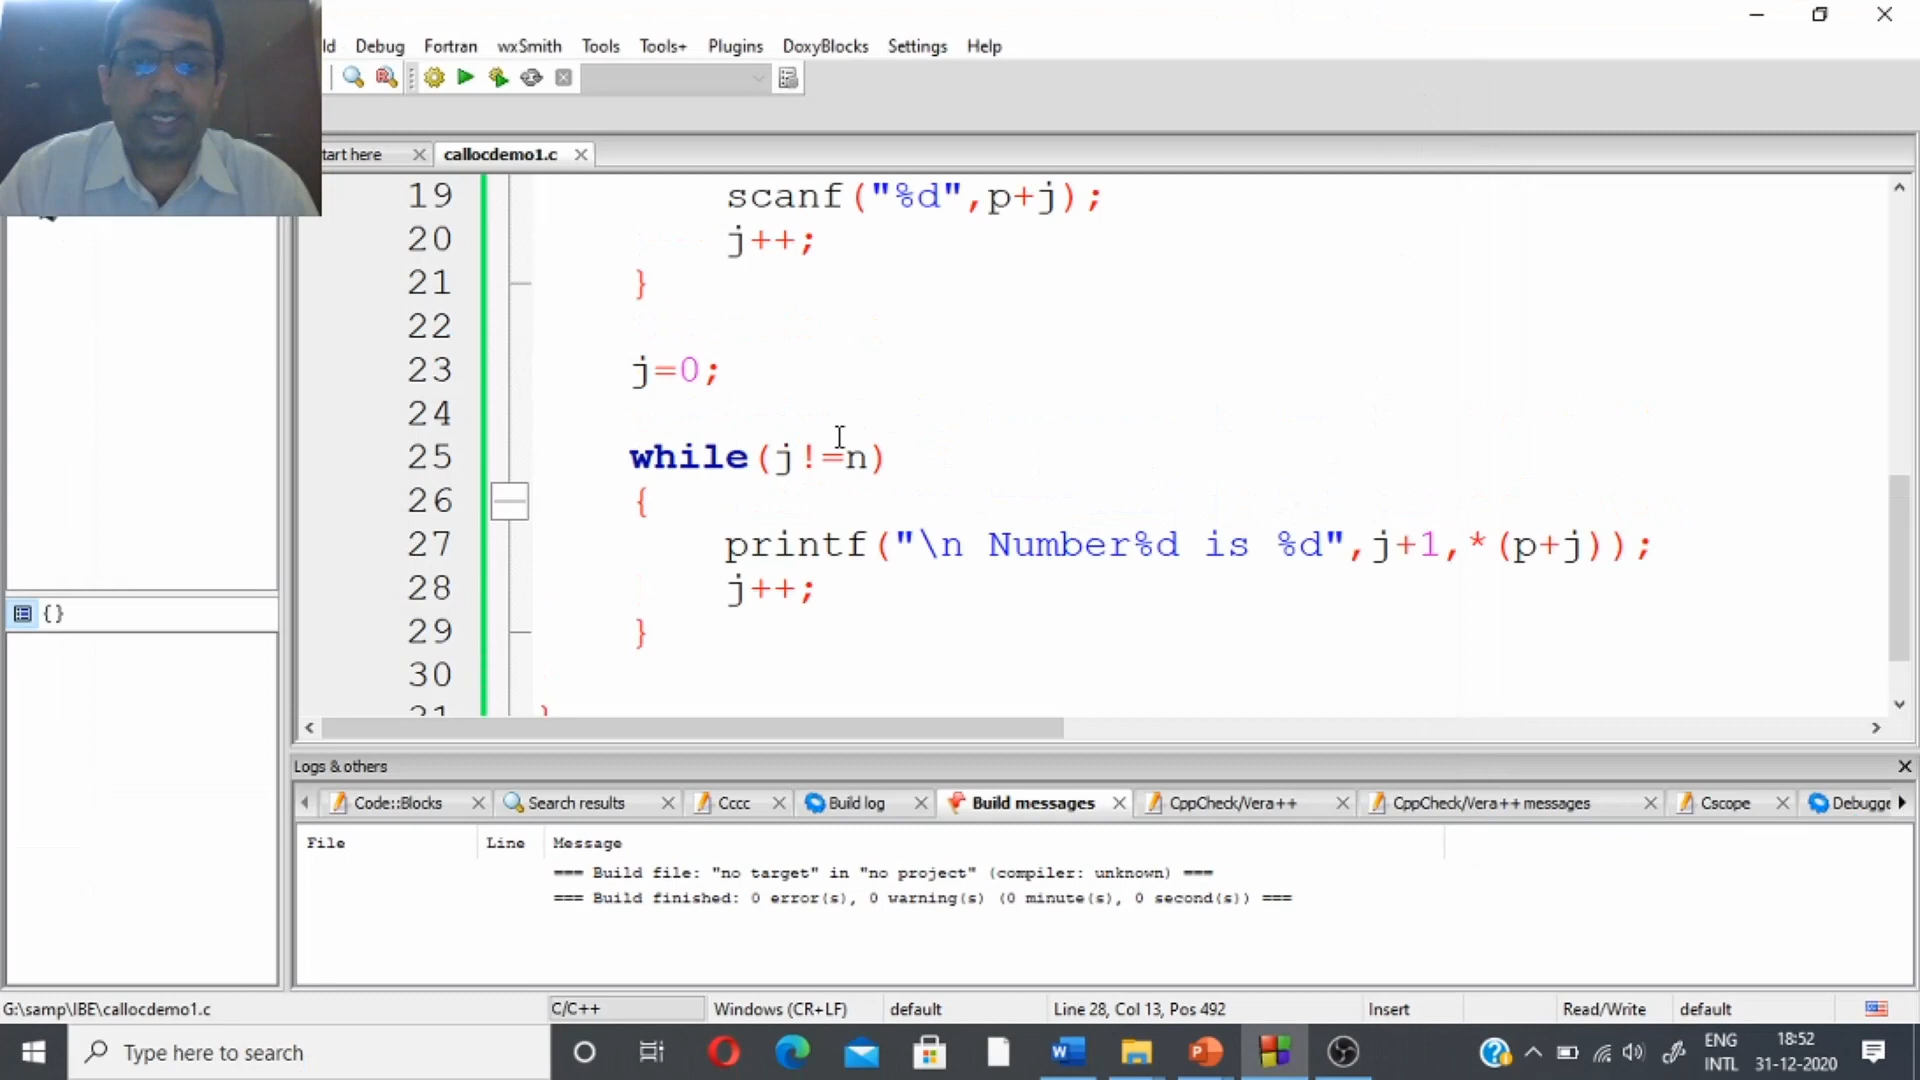 ld Debug Fortran wxSmith Tools Tools+ Plugins DoxyBlocks Settings Help
tart here callocdemo1.c
19 scanf("%d",p+j);
20 j++;
21 }
22
23 j=0;
24
25 while(j!=n)
26 {
27 printf("\n Number%d is %d",j+1,*(p+j));
28 j++;
29 }
30
31 }
{}
Logs & others
Code::Blocks Search results Cccc Build log Build messages CppCheck/Vera++ CppCheck/Vera++ messages Cscope Debugge
File Line Message
=== Build file: "no target" in "no project" (compiler: unknown) ===
=== Build finished: 0 error(s), 0 warning(s) (0 minute(s), 0 second(s)) ===
G:\samp\IBE\callocdemo1.c C/C++ Windows (CR+LF) default Line 28, Col 13, Pos 492 Insert Read/Write default
Type here to search
ENG 18:52
INTL 31-12-2020